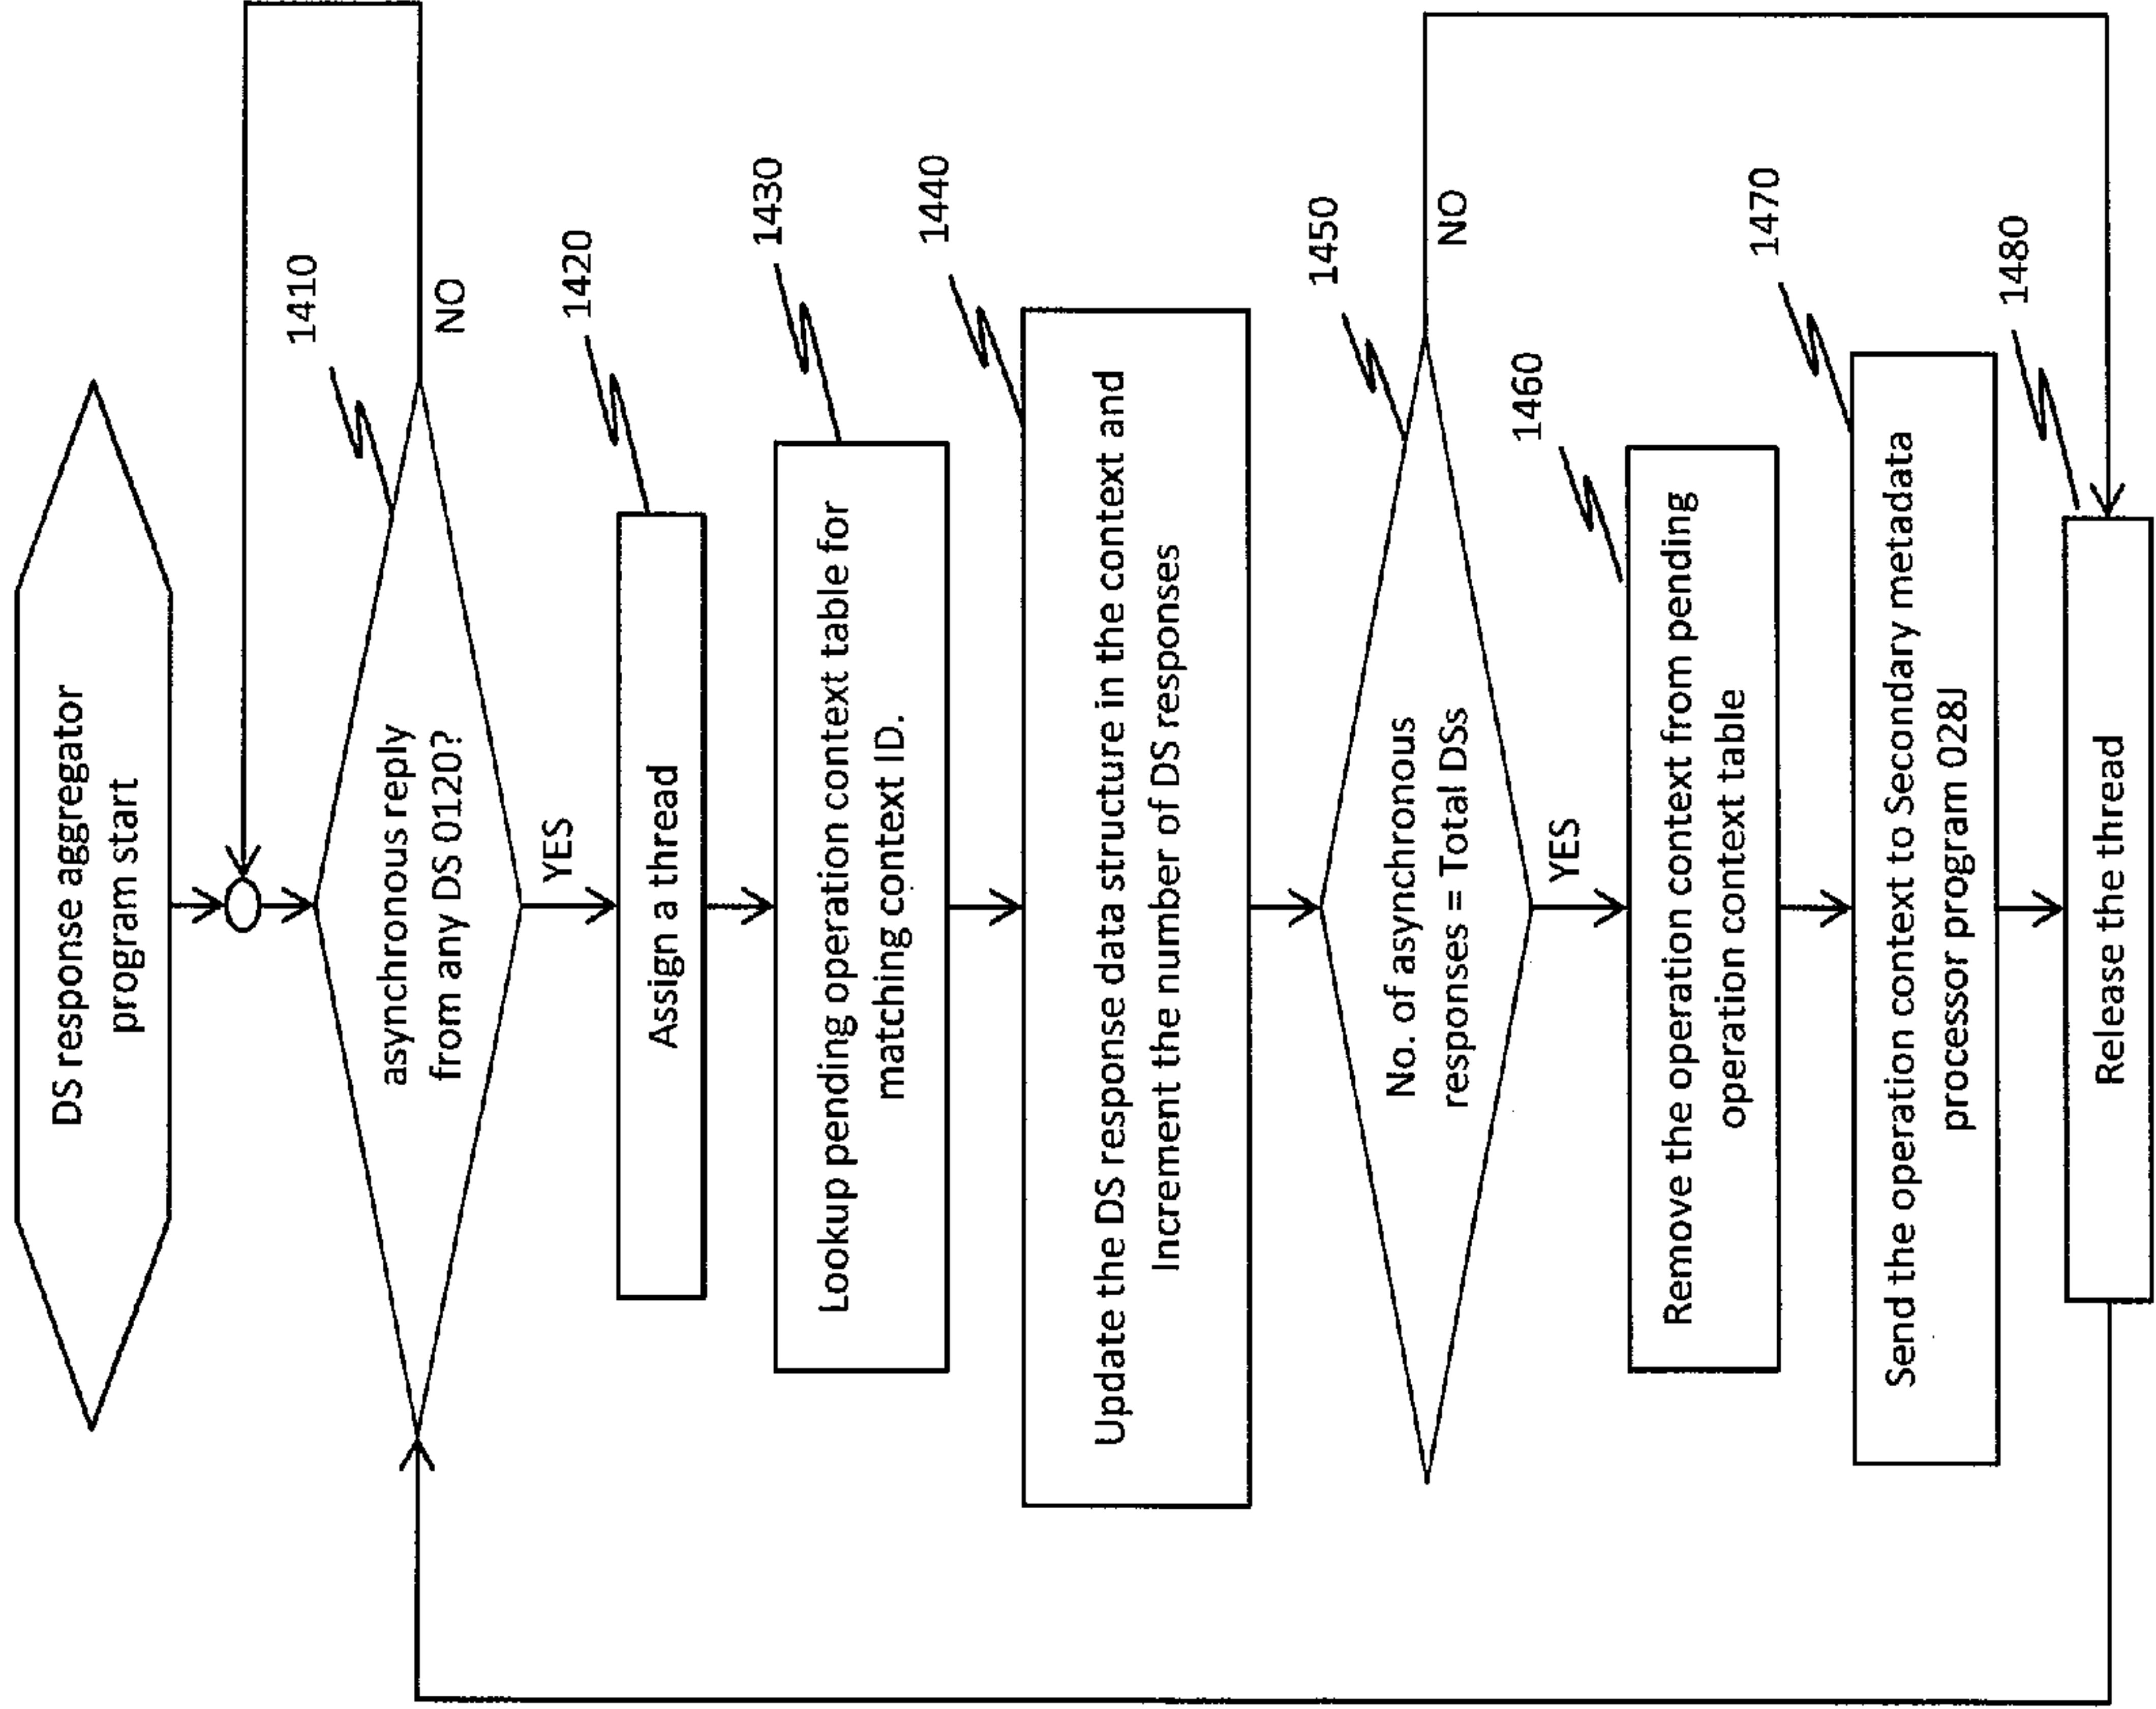 DS response aggregator
program start
1410
asynchronous reply
from any DS 0120?
NO
YES
1420
Assign a thread
1430
Lookup pending operation context table for
matching context ID.
1440
Update the DS response data structure in the context and
Increment the number of DS responses
1450
No. of asynchronous
responses = Total DSs
NO
YES
1460
Remove the operation context from pending
operation context table
1470
Send the operation context to Secondary metadata
processor program 028J
1480
Release the thread